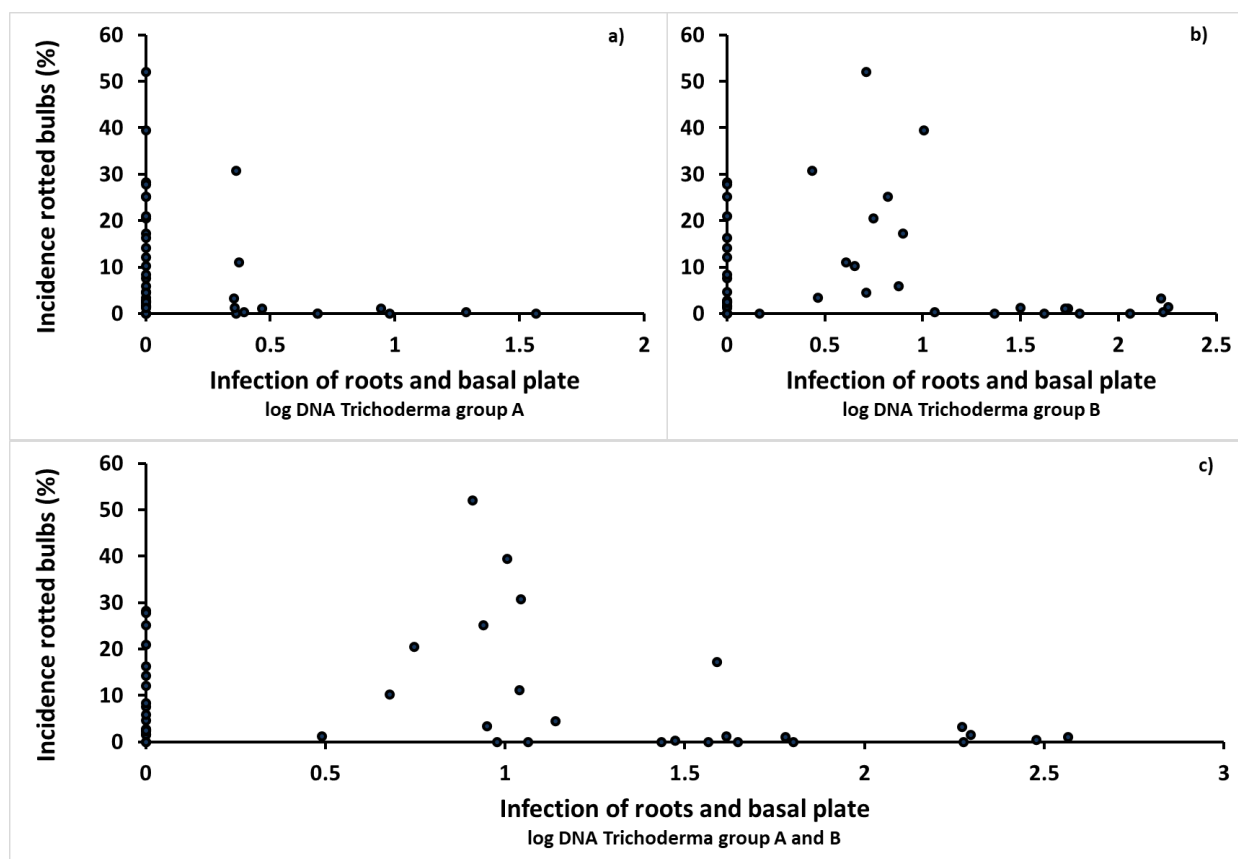 a)
Incidence rotted bulbs (%)
60
50
40
30
20
10
0
0 0.5 1 1.5 2
Infection of roots and basal plate
log DNA Trichoderma group A
b)
60
50
40
30
20
10
0
0 0.5 1 1.5 2 2.5
Infection of roots and basal plate
log DNA Trichoderma group B
c)
Incidence rotted bulbs (%)
60
50
40
30
20
10
0
0 0.5 1 1.5 2 2.5 3
Infection of roots and basal plate
log DNA Trichoderma group A and B